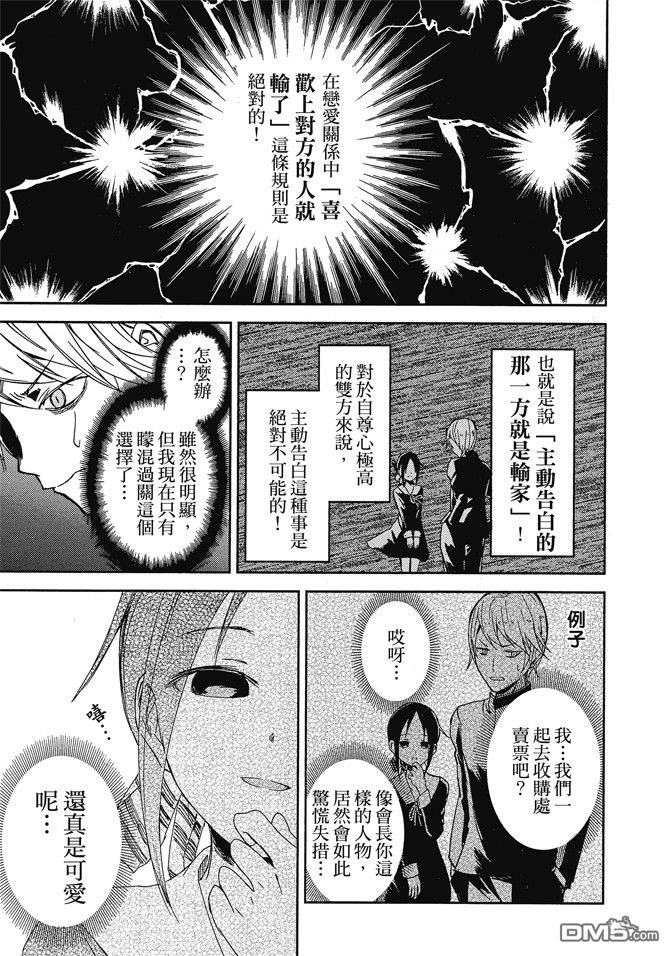 在戀愛關係中「喜
歡上對方的人就
輸了」這條規則是
絕對的！
也就是說「主動告白的
那一方就是輸家」！
對於自尊心極高
的雙方來說，
主動告白這種事是
絕對不可能的！
怎麼辦
…？
雖然很明顯，
但我現在只有
矇混過關這個
選擇了…
例子
我…我們一
起去收購處
賣票吧？
哎呀…
像會長你這
樣的人物，
居然會如此
驚慌失措…
嘻…
還真是可愛
呢…
DM5.com
动漫屋